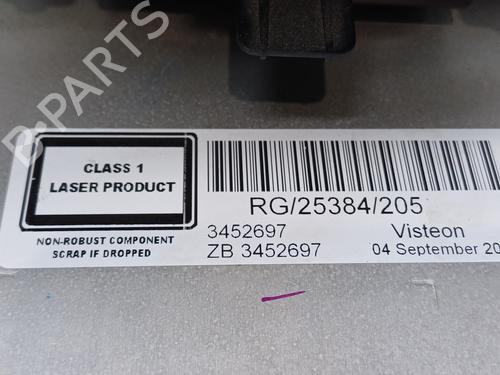 CLASS 1
LASER PRODUCT
NON-ROBUST COMPONENT
SCRAP IF DROPPED
RG/25384/205
3452697
Visteon
ZB 3452697
04 September 20
B-PARTS